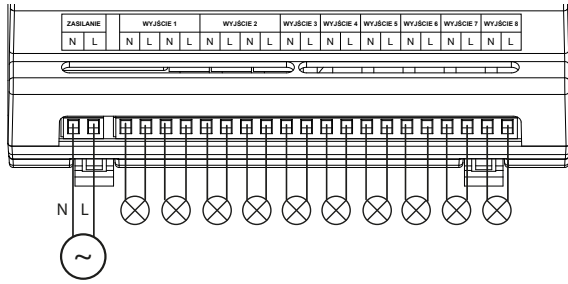 ZASILANIE WYJŚCIE 1 WYJŚCIE 2 WYJŚCIE 3 WYJŚCIE 4 WYJŚCIE 5 WYJŚCIE 6 WYJŚCIE 7 WYJŚCIE 8
N L N L N L N L N L N L N L N L N L N L N L
N L
~